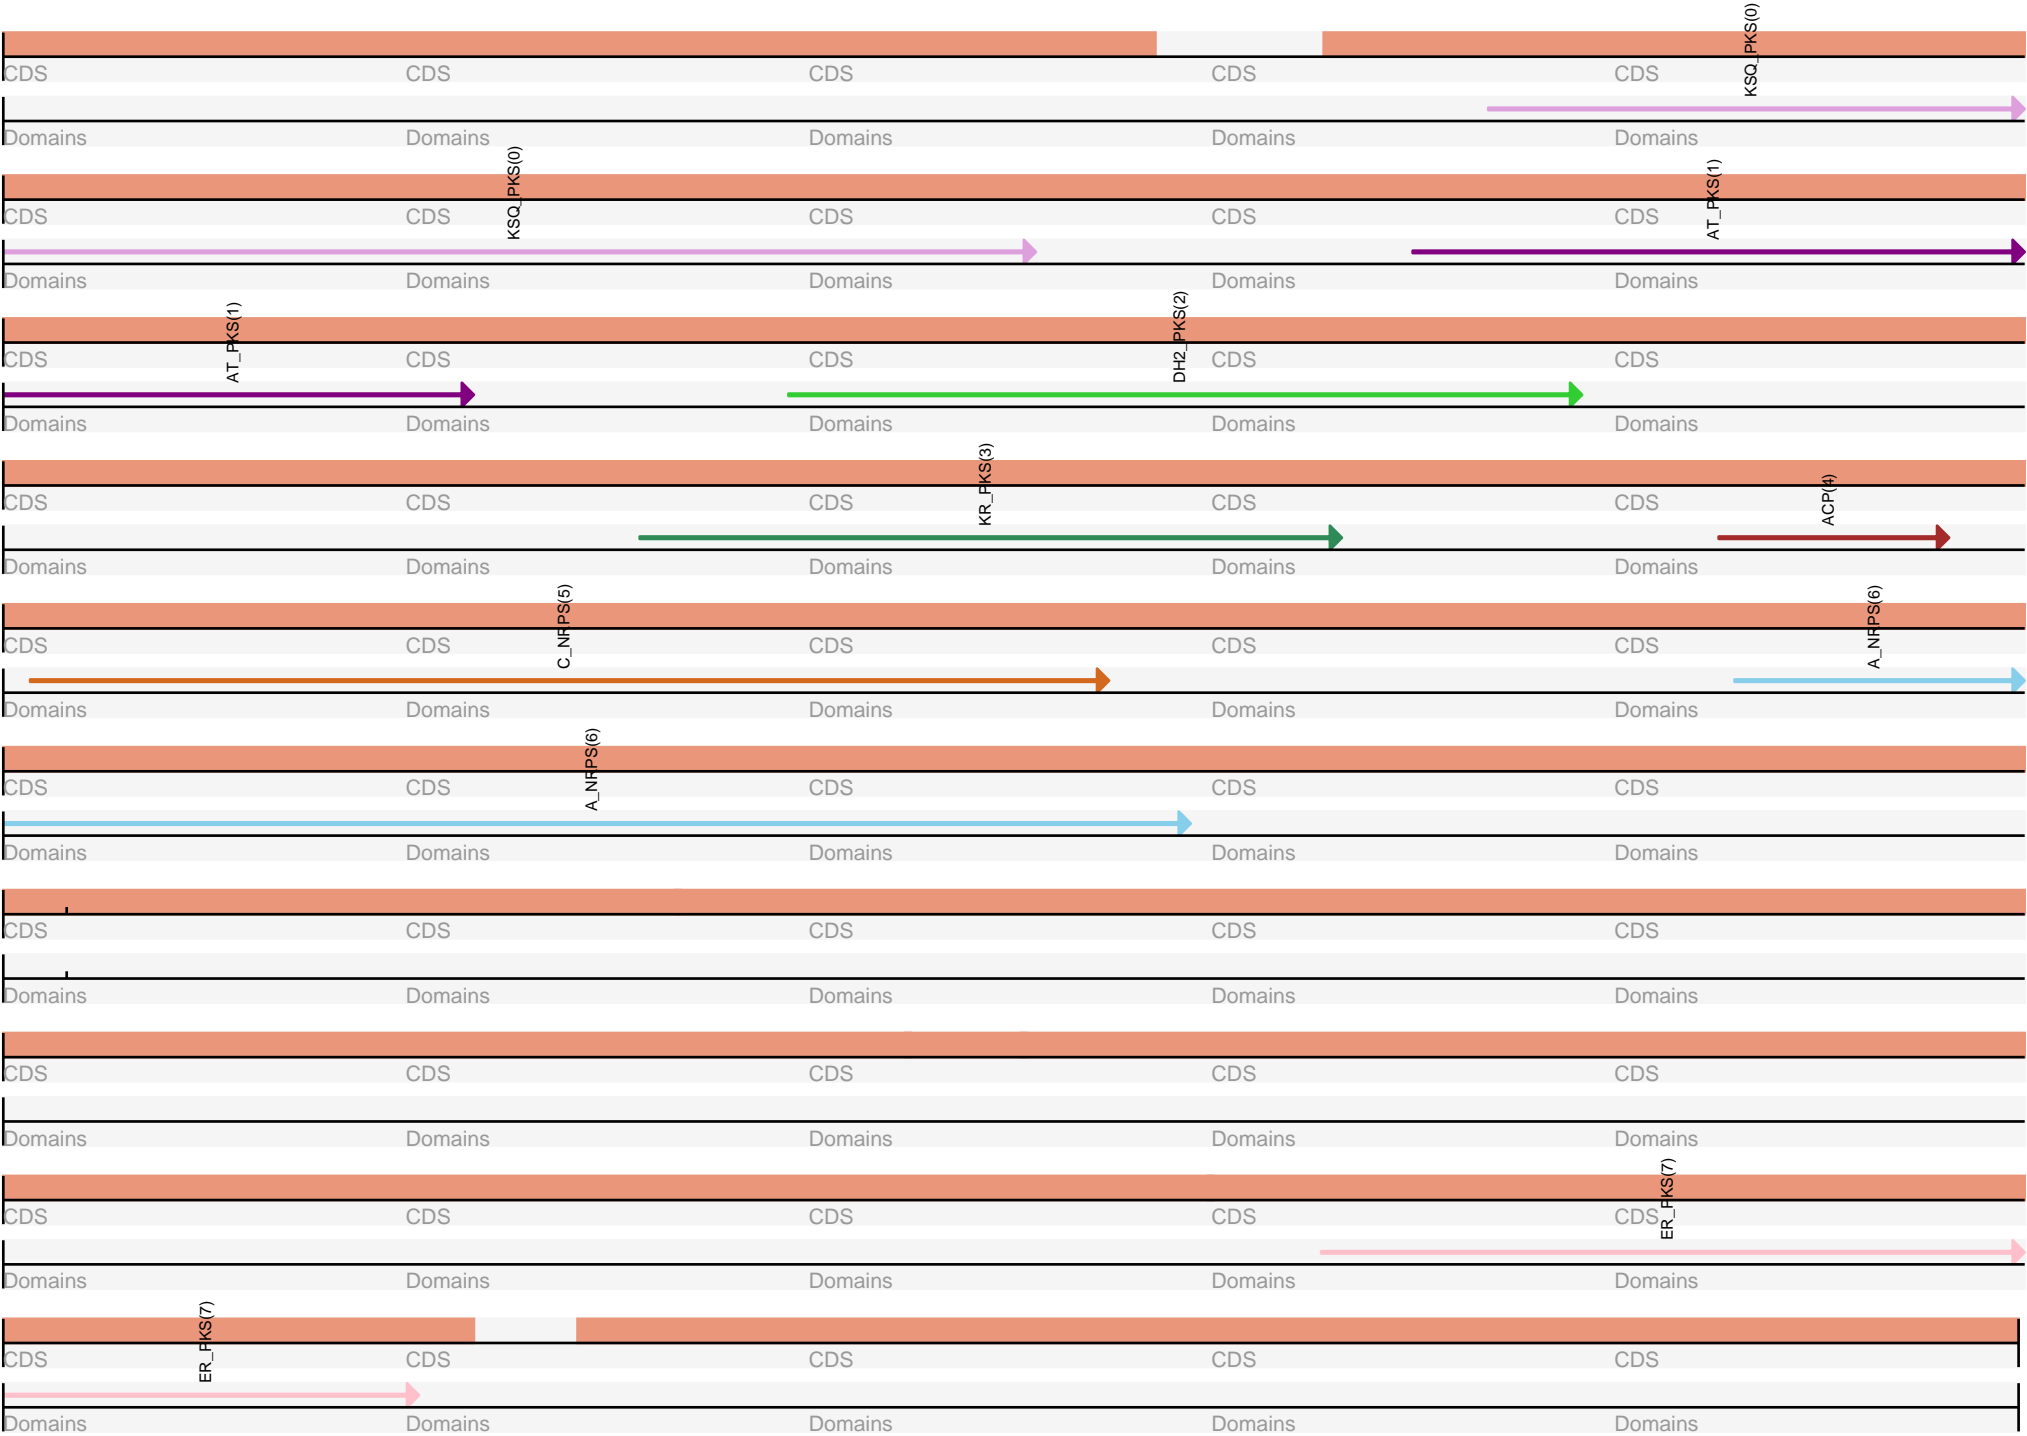 KSQ_PKS(0)
CDS CDS CDS CDS CDS
Domains Domains Domains Domains Domains
KSQ_PKS(0) AT_PKS(1)
CDS CDS CDS CDS CDS
Domains Domains Domains Domains Domains
AT_PKS(1) DH2_PKS(2)
CDS CDS CDS CDS CDS
Domains Domains Domains Domains Domains
KR_PKS(3) ACP(4)
CDS CDS CDS CDS CDS
Domains Domains Domains Domains Domains
C_NRPS(5) A_NRPS(6)
CDS CDS CDS CDS CDS
Domains Domains Domains Domains Domains
A_NRPS(6)
CDS CDS CDS CDS CDS
Domains Domains Domains Domains Domains
CDS CDS CDS CDS CDS
Domains Domains Domains Domains Domains
CDS CDS CDS CDS CDS
Domains Domains Domains Domains Domains
ER_PKS(7)
CDS CDS CDS CDS CDS
Domains Domains Domains Domains Domains
ER_PKS(7)
CDS CDS CDS CDS CDS
Domains Domains Domains Domains Domains